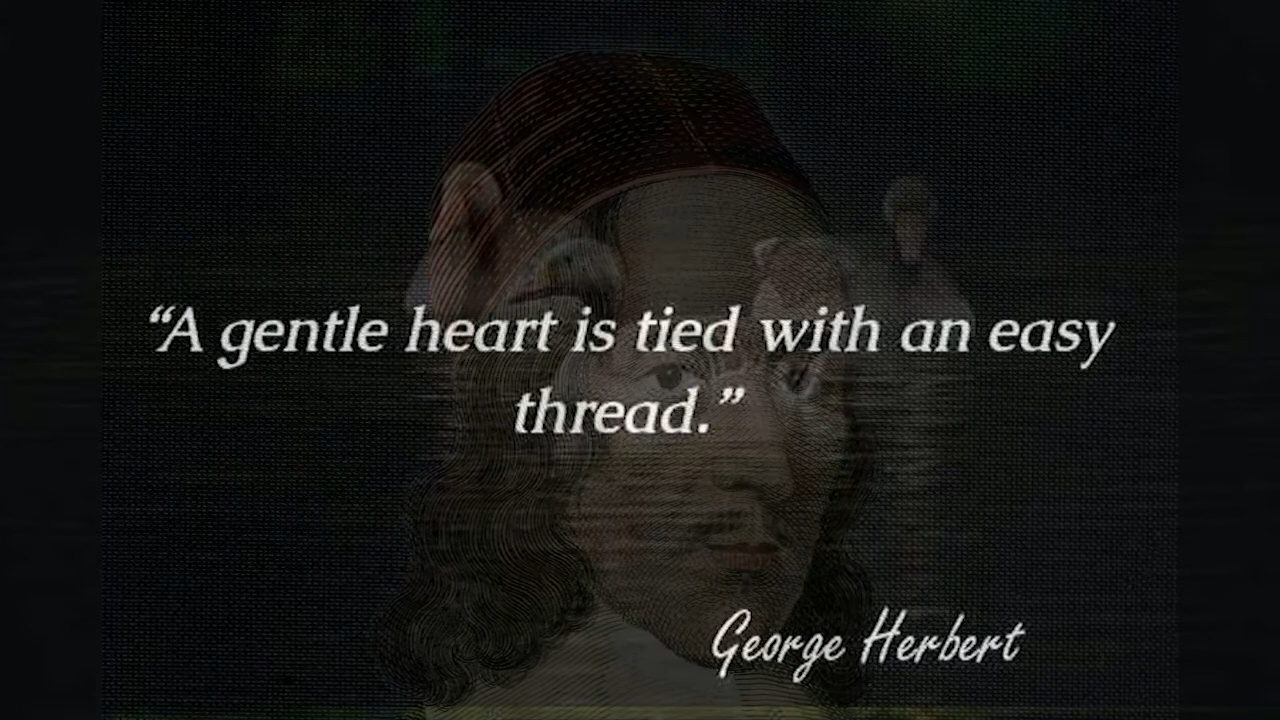 “A gentle heart is tied with an easy
thread.”
George Herbert